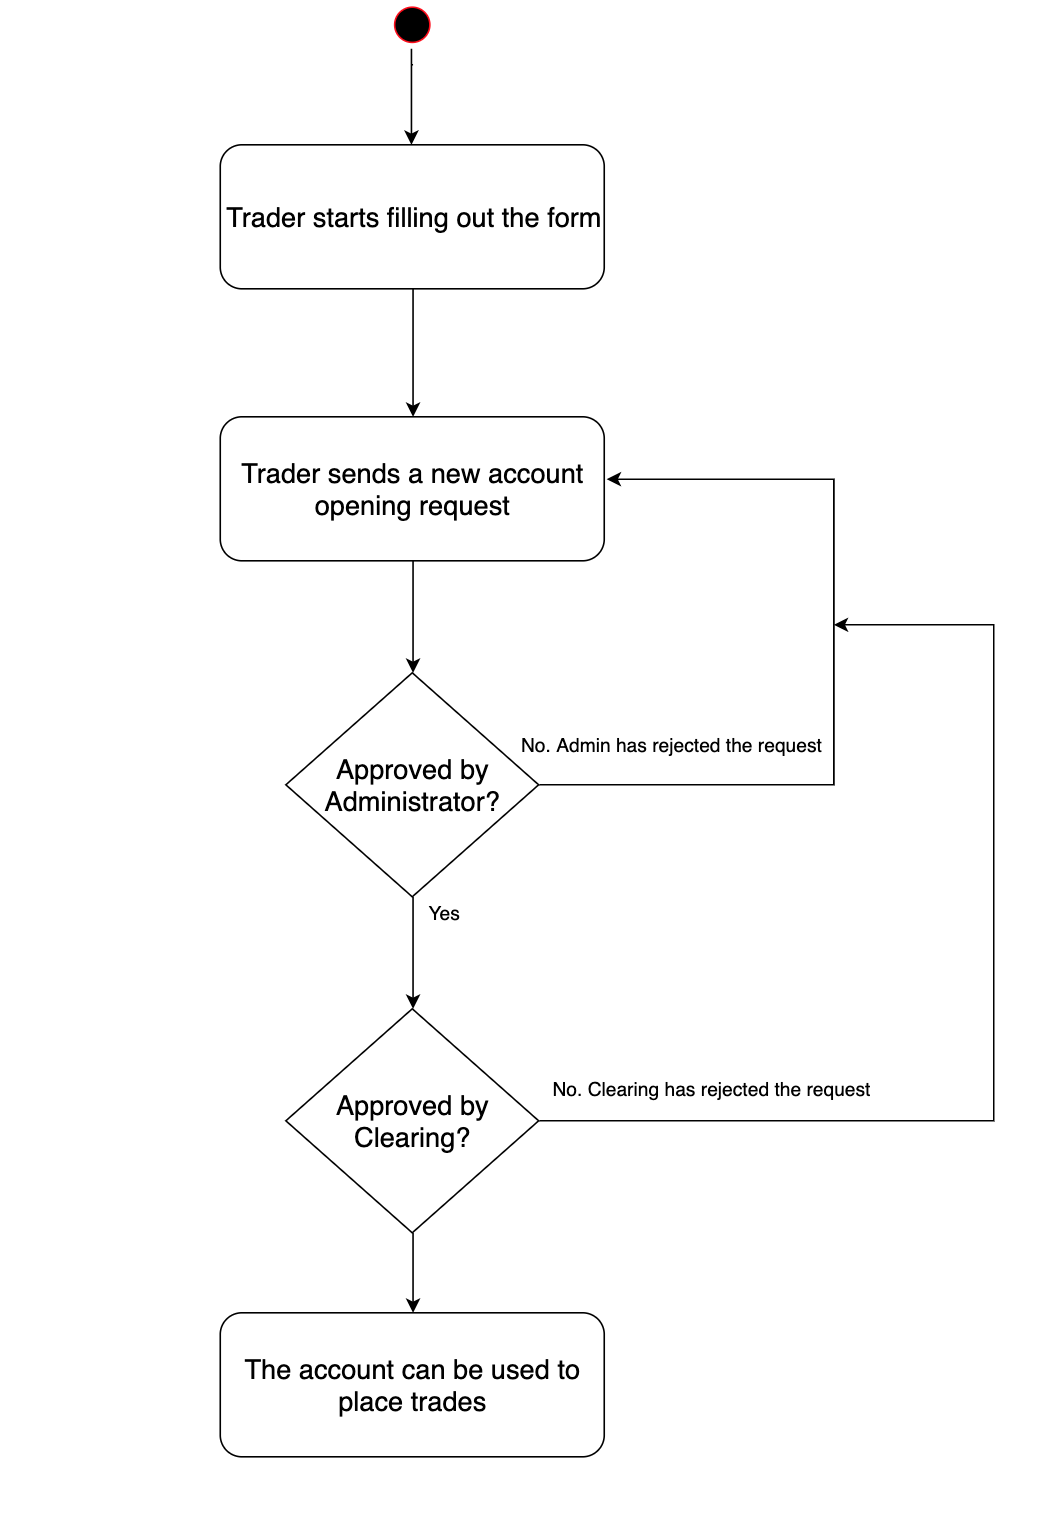 Trader starts filling out the form
Trader sends a new account
opening request
No. Admin has rejected the request
Approved by
Administrator?
Yes
No. Clearing has rejected the request
Approved by
Clearing?
The account can be used to
place trades